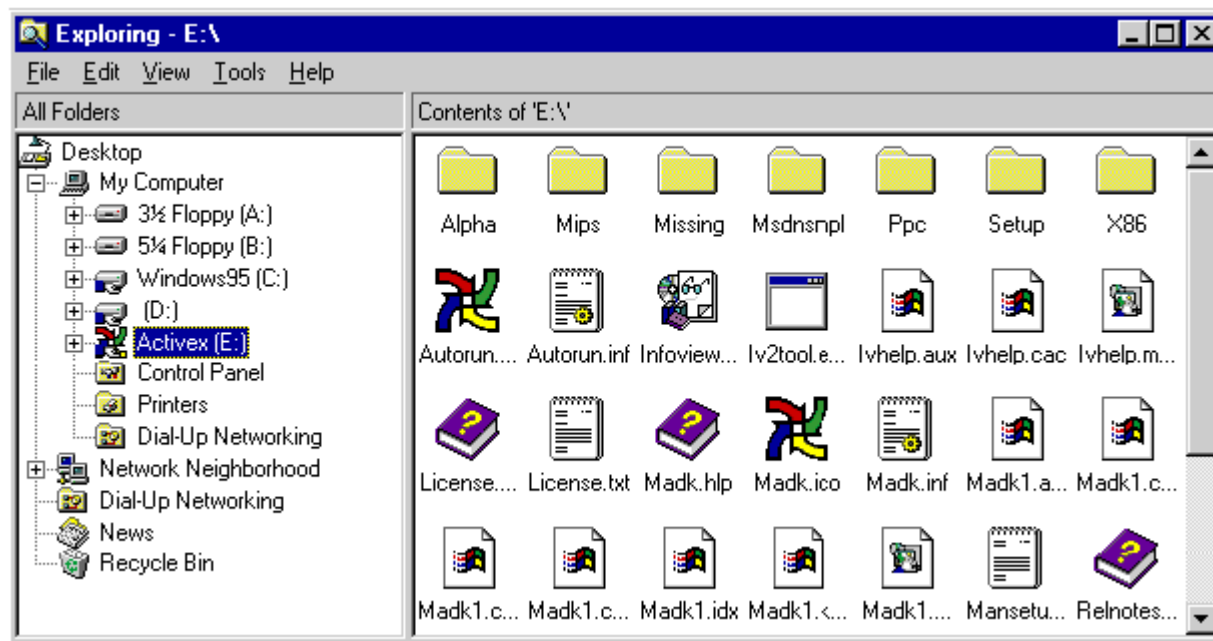 Exploring - E:\
File Edit View Tools Help
All Folders
Contents of 'E:\'
Desktop
My Computer
3½ Floppy (A:)
5¼ Floppy (B:)
Windows95 (C:)
(D:)
Activex (E:)
Control Panel
Printers
Dial-Up Networking
Network Neighborhood
Dial-Up Networking
News
Recycle Bin
Alpha Mips Missing Msdnsnpl Ppc Setup X86
Autorun.... Autorun.inf Infoview... Iv2tool.e... Ivhelp.aux Ivhelp.cac Ivhelp.m...
License.... License.txt Madk.hlp Madk.ico Madk.inf Madk1.a... Madk1.c...
Madk1.c... Madk1.c... Madk1.idx Madk1.<... Madk1.... Mansetu... Relnotes...